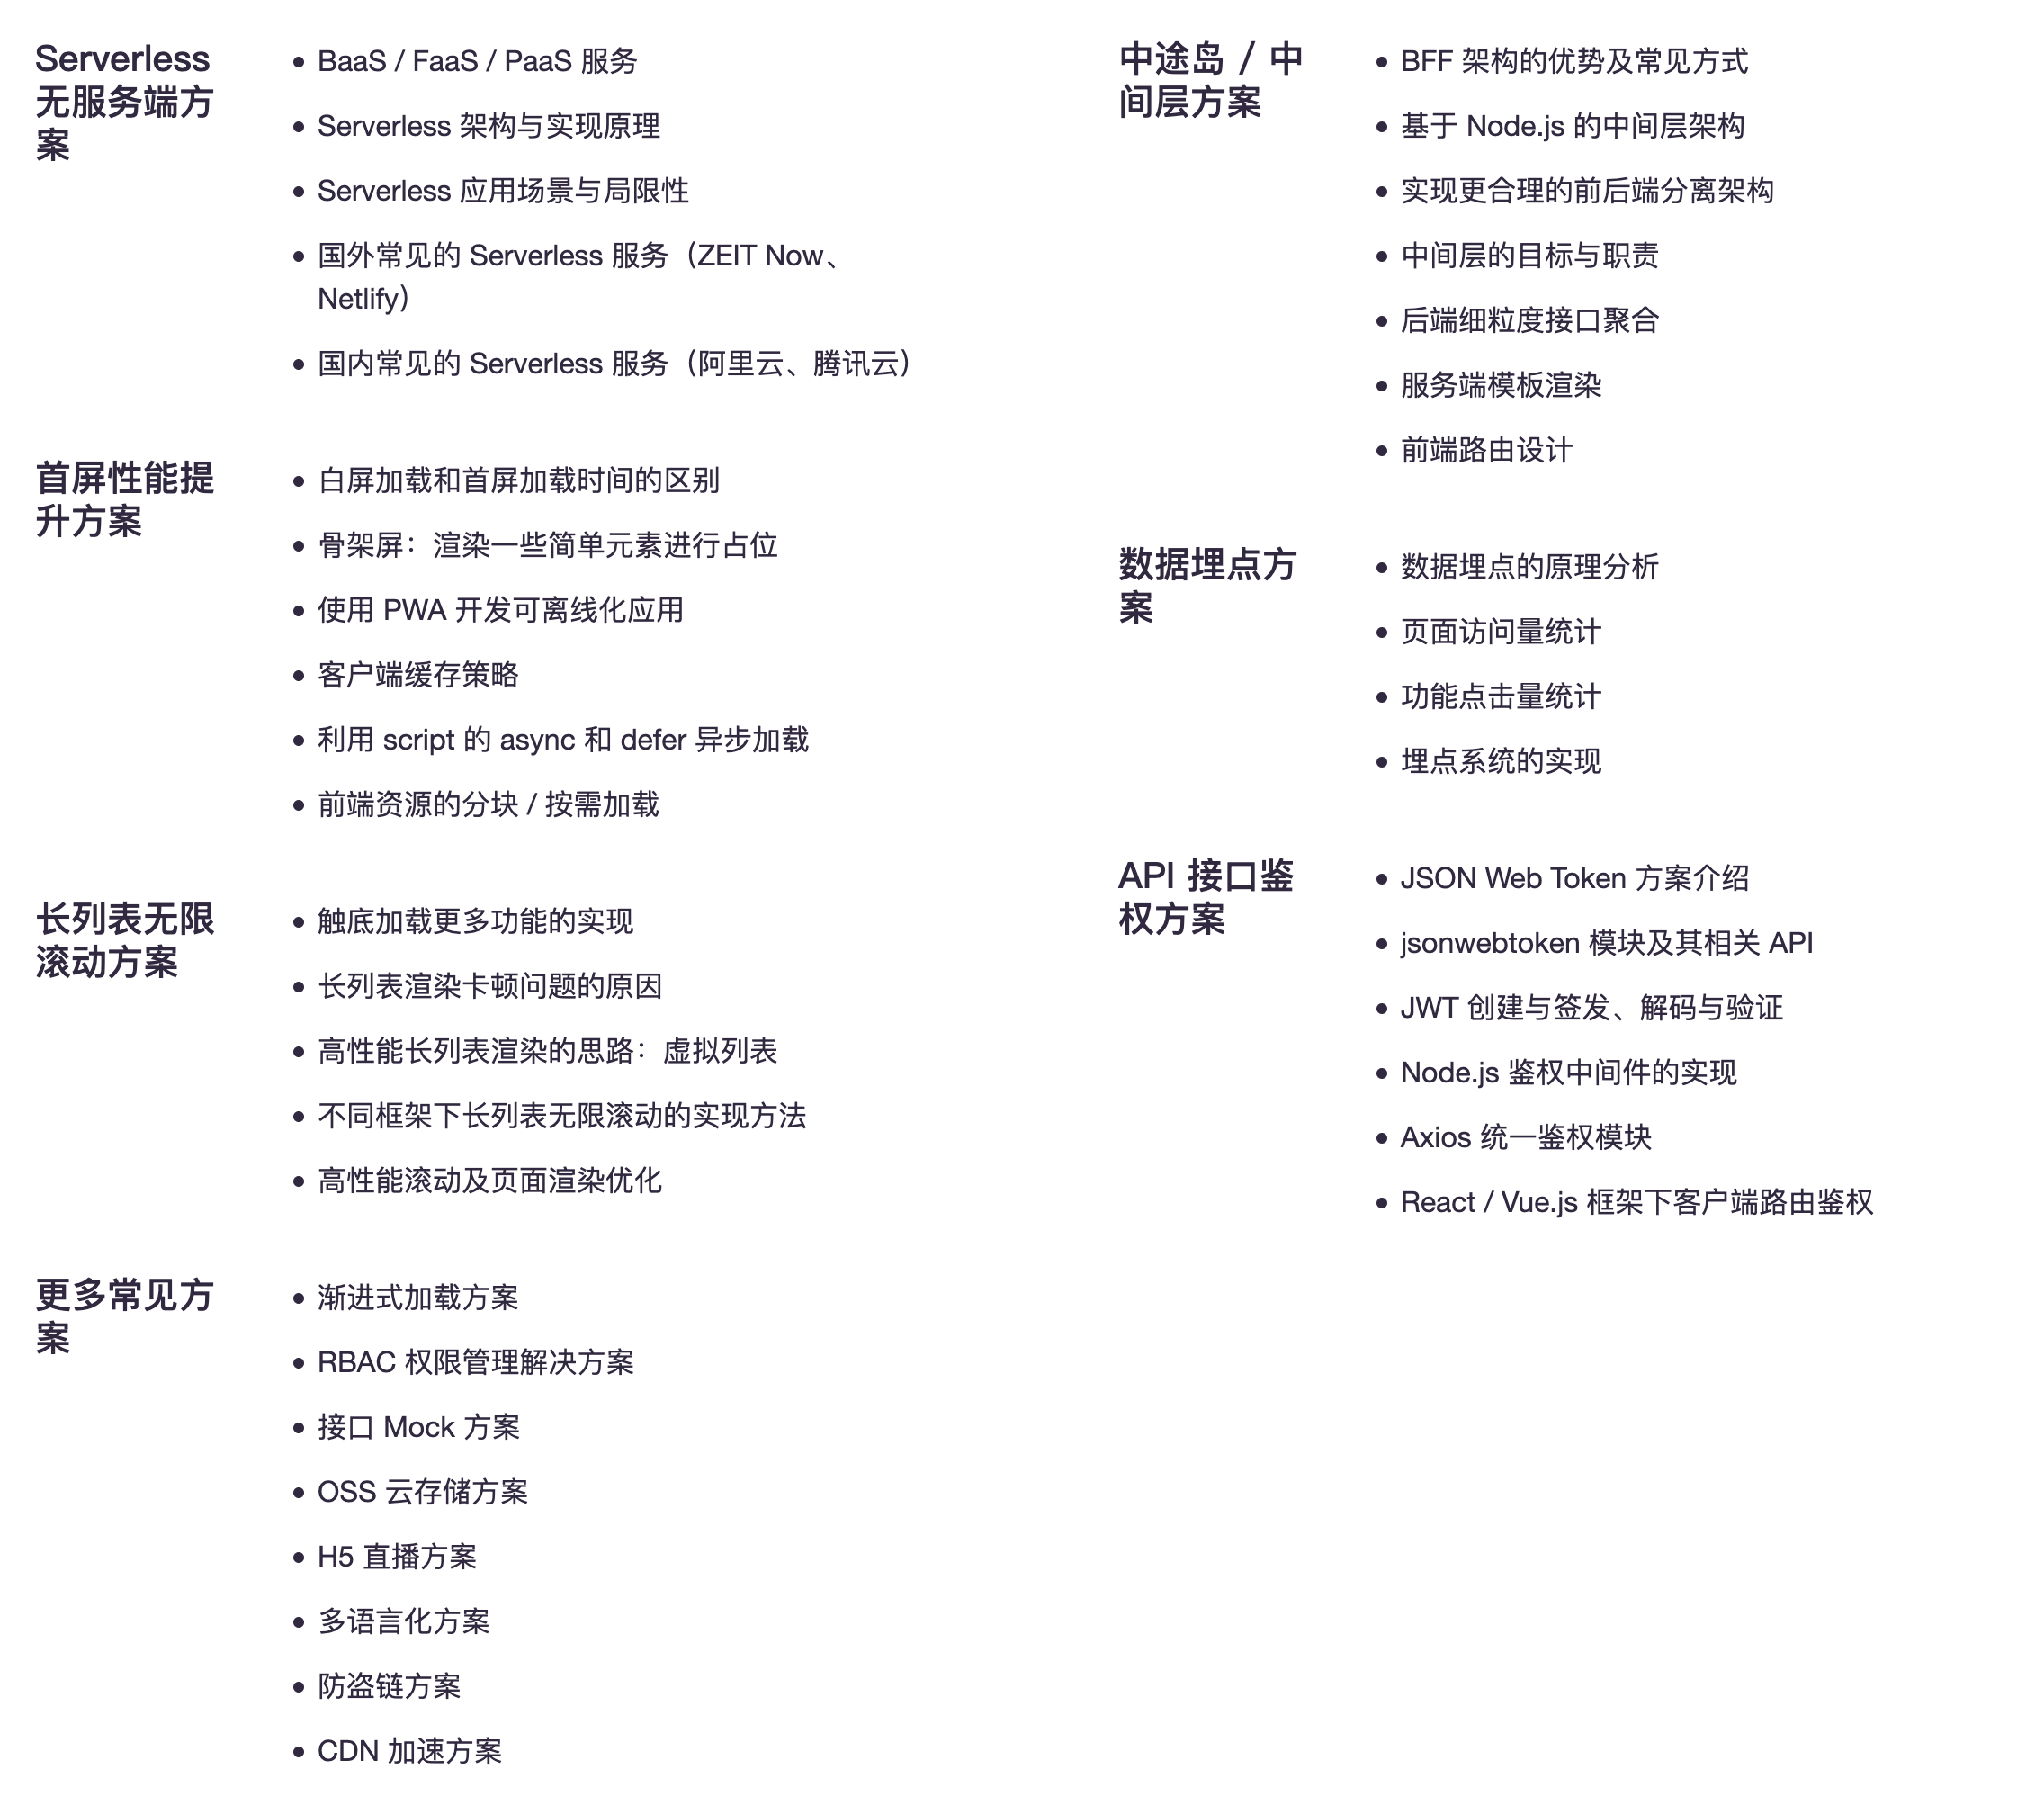 Serverless
无服务端方
案
BaaS / FaaS / PaaS 服务
Serverless 架构与实现原理
Serverless 应用场景与局限性
国外常见的 Serverless 服务（ZEIT Now、
Netlify）
国内常见的 Serverless 服务（阿里云、腾讯云）
首屏性能提
升方案
白屏加载和首屏加载时间的区别
骨架屏：渲染一些简单元素进行占位
使用 PWA 开发可离线化应用
客户端缓存策略
利用 script 的 async 和 defer 异步加载
前端资源的分块 / 按需加载
长列表无限
滚动方案
触底加载更多功能的实现
长列表渲染卡顿问题的原因
高性能长列表渲染的思路：虚拟列表
不同框架下长列表无限滚动的实现方法
高性能滚动及页面渲染优化
更多常见方
案
渐进式加载方案
RBAC 权限管理解决方案
接口 Mock 方案
OSS 云存储方案
H5 直播方案
多语言化方案
防盗链方案
CDN 加速方案
中途岛 / 中
间层方案
BFF 架构的优势及常见方式
基于 Node.js 的中间层架构
实现更合理的前后端分离架构
中间层的目标与职责
后端细粒度接口聚合
服务端模板渲染
前端路由设计
数据埋点方
案
数据埋点的原理分析
页面访问量统计
功能点击量统计
埋点系统的实现
API 接口鉴
权方案
JSON Web Token 方案介绍
jsonwebtoken 模块及其相关 API
JWT 创建与签发、解码与验证
Node.js 鉴权中间件的实现
Axios 统一鉴权模块
React / Vue.js 框架下客户端路由鉴权